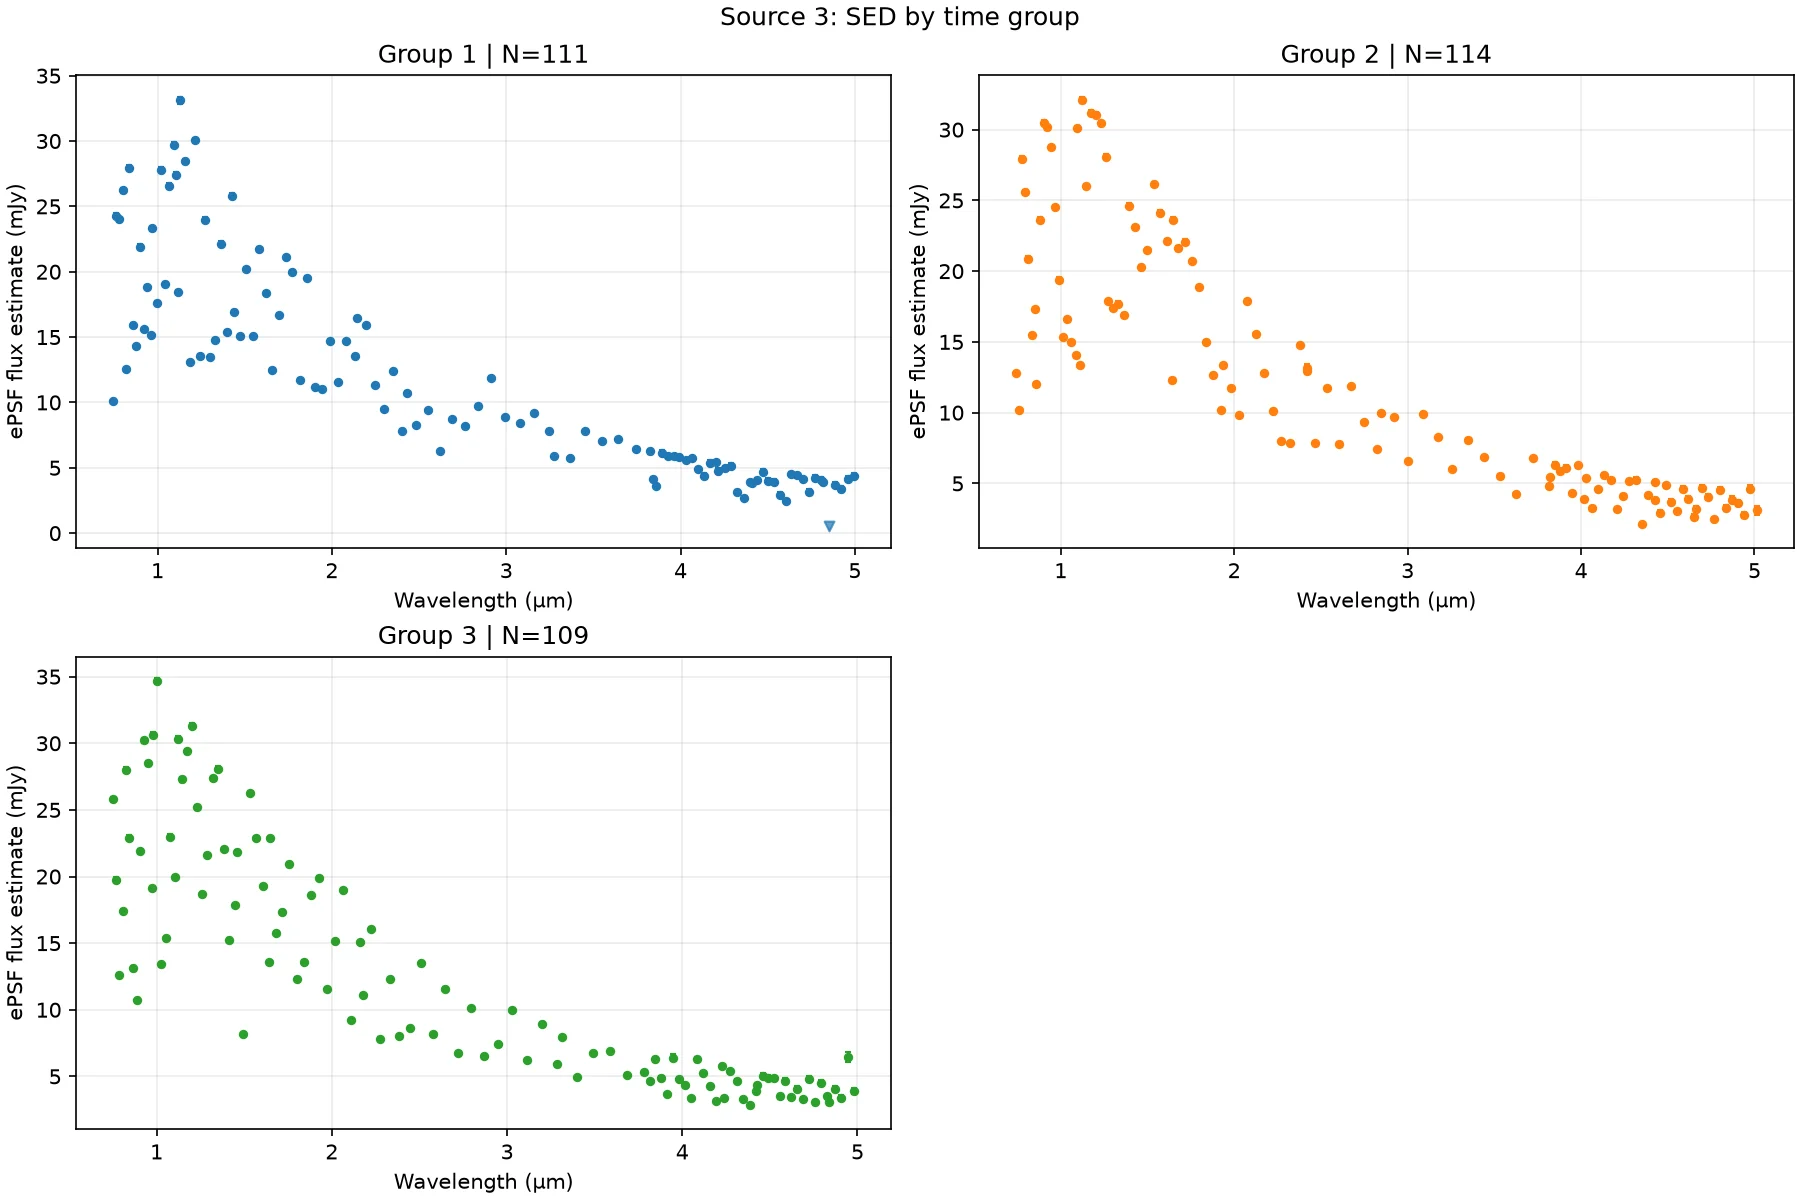 Source 3: SED by time group
Group 1 | N=111
35
30
25
20
15
10
5
0
ePSF flux estimate (mJy)
1 2 3 4 5
Wavelength (µm)
Group 2 | N=114
30
25
20
15
10
5
ePSF flux estimate (mJy)
1 2 3 4 5
Wavelength (µm)
Group 3 | N=109
35
30
25
20
15
10
5
ePSF flux estimate (mJy)
1 2 3 4 5
Wavelength (µm)